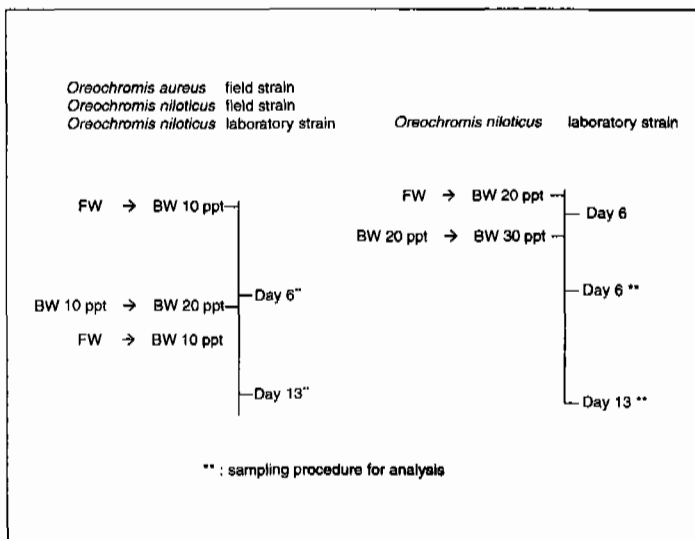 Oreochromis aureus field strain
Oreochromis niloticus field strain
Oreochromis niloticus laboratory strain
FW → BW 10 ppt
Day 6**
BW 10 ppt → BW 20 ppt
FW → BW 10 ppt
Day 13**
Oreochromis niloticus laboratory strain
FW → BW 20 ppt
Day 6
BW 20 ppt → BW 30 ppt
Day 6 **
Day 13 **
** : sampling procedure for analysis